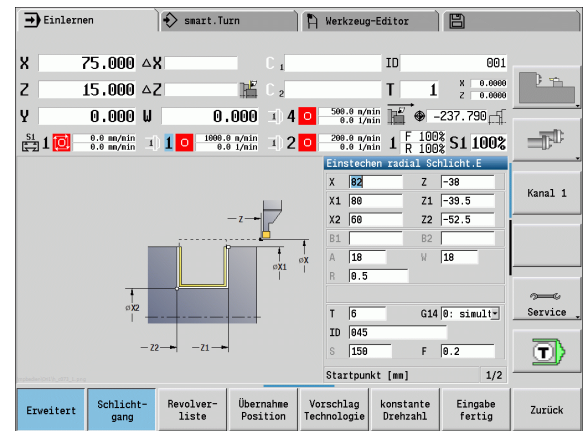 Einlernen smart.Turn Werkzeug-Editor
X 75.000 △X C 1 ID 001
Z 15.000 △Z C 2 T 1 X 0.0000 Z 0.0000
Y 0.000 W 0.000 4 500.0 m/min 0.0 1/min -237.790
S1 1 0.0 mm/min 0.0 mm/min 1 1000.0 m/min 0.0 1/min 2 200.0 m/min 0.0 1/min 1 F 100% R 100% S1 100%
Einstechen radial Schlicht.E
X 82 Z -38
X1 80 Z1 -39.5
X2 60 Z2 -52.5
B1 B2
A 18 W 18
R 0.5
T 6 G14 0: simult
ID 045
S 150 F 0.2
Startpunkt [mm] 1/2
Z
øX1 øX
øX2
Z2 Z1
Kanal 1
Service
T
Erweitert
Schlicht-
gang
Revolver-
liste
Übernahme
Position
Vorschlag
Technologie
konstante
Drehzahl
Eingabe
fertig
Zurück